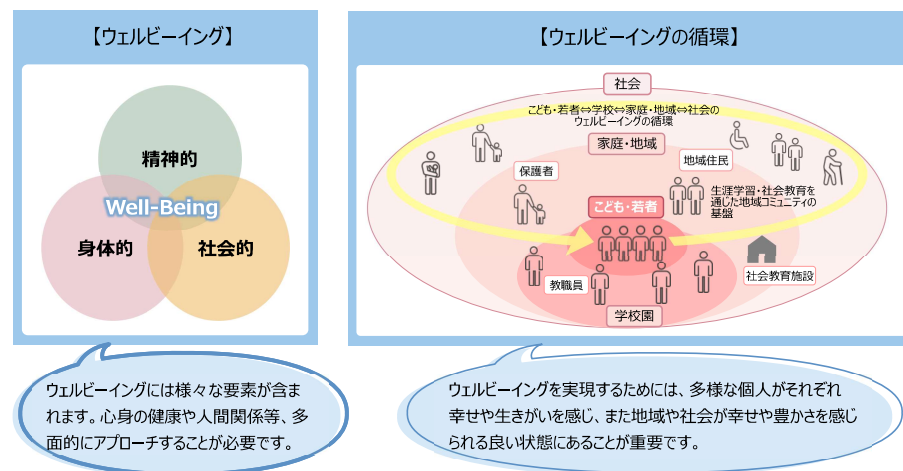 【ウェルビーイング】
精神的
Well-Being
身体的
社会的
ウェルビーイングには様々な要素が含ま
れます。心身の健康や人間関係等、多
面的にアプローチすることが必要です。
【ウェルビーイングの循環】
社会
こども・若者⇔学校⇔家庭・地域⇔社会の
ウェルビーイングの循環
家庭・地域
保護者
地域住民
生涯学習・社会教育を
通じた地域コミュニティの
基盤
こども・若者
教職員
社会教育施設
学校園
ウェルビーイングを実現するためには、多様な個人がそれぞれ
幸せや生きがいを感じ、また地域や社会が幸せや豊かさを感じ
られる良い状態にあることが重要です。